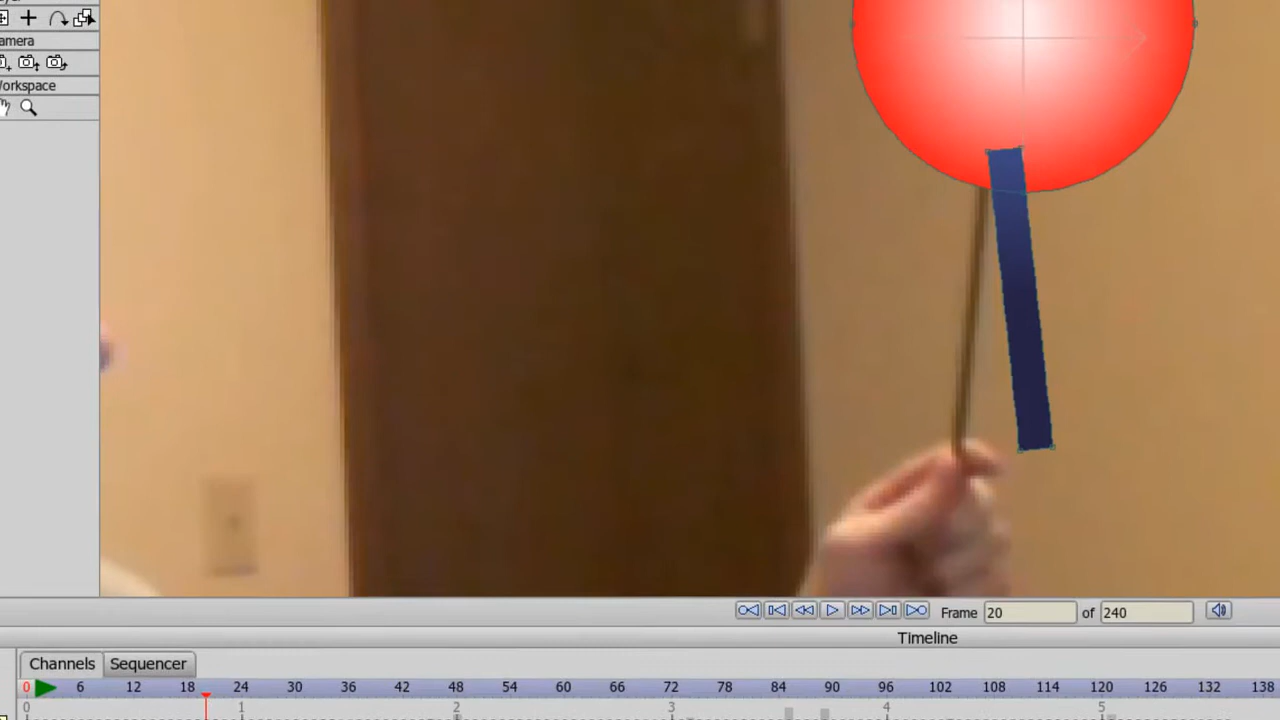 amera
Workspace
Frame 20 of 240
Timeline
Channels Sequencer
0 6 12 18 24 30 36 42 48 54 60 66 72 78 84 90 96 102 108 114 120 126 132 138
0 1 2 3 4 5